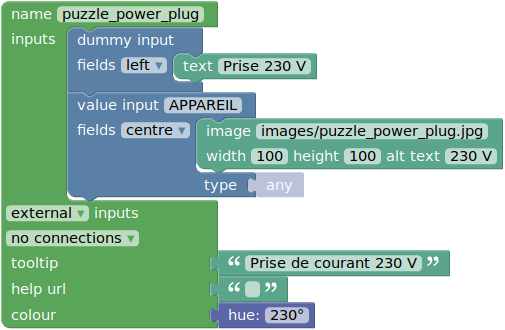 name puzzle_power_plug
inputs dummy input
fields left ▾ text Prise 230 V
value input APPAREIL
fields centre ▾ image images/puzzle_power_plug.jpg
width 100 height 100 alt text 230 V
type any
external ▾ inputs
no connections ▾
tooltip “ Prise de courant 230 V ”
help url “ ”
colour hue: 230°